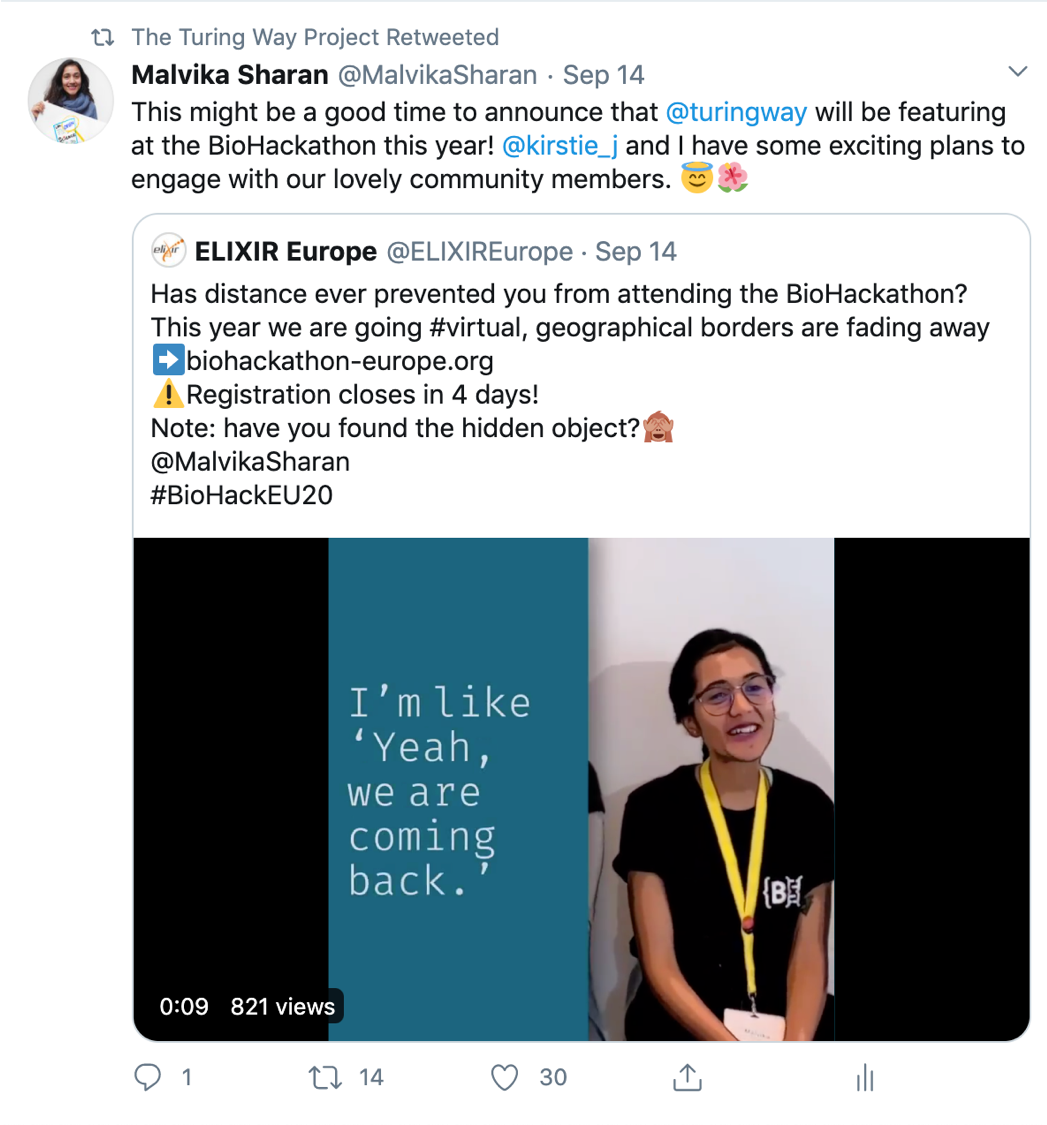 The Turing Way Project Retweeted
Malvika Sharan @MalvikaSharan · Sep 14
This might be a good time to announce that @turingway will be featuring
at the BioHackathon this year! @kirstie_j and I have some exciting plans to
engage with our lovely community members. 😇🌺
elixir
ELIXIR Europe @ELIXIREurope · Sep 14
Has distance ever prevented you from attending the BioHackathon?
This year we are going #virtual, geographical borders are fading away
➡️biohackathon-europe.org
⚠️Registration closes in 4 days!
Note: have you found the hidden object?🙈
@MalvikaSharan
#BioHackEU20
I'm like
‘Yeah,
we are
coming
back.’
{BH
0:09 821 views
1 14 30